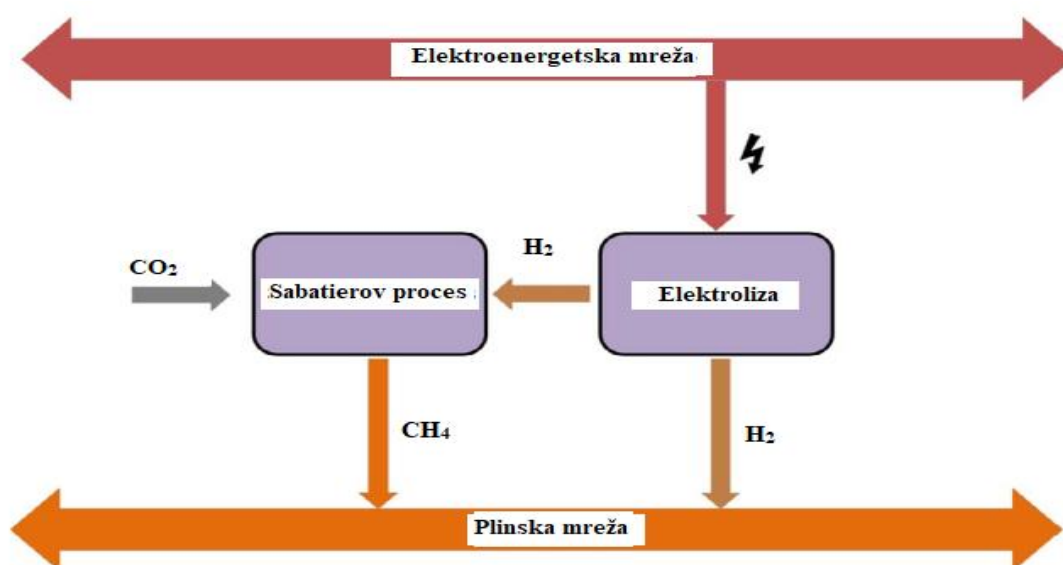 Elektroenergetska mreža
H₂
CO₂
Sabatierov proces
Elektroliza
CH₄
H₂
Plinska mreža